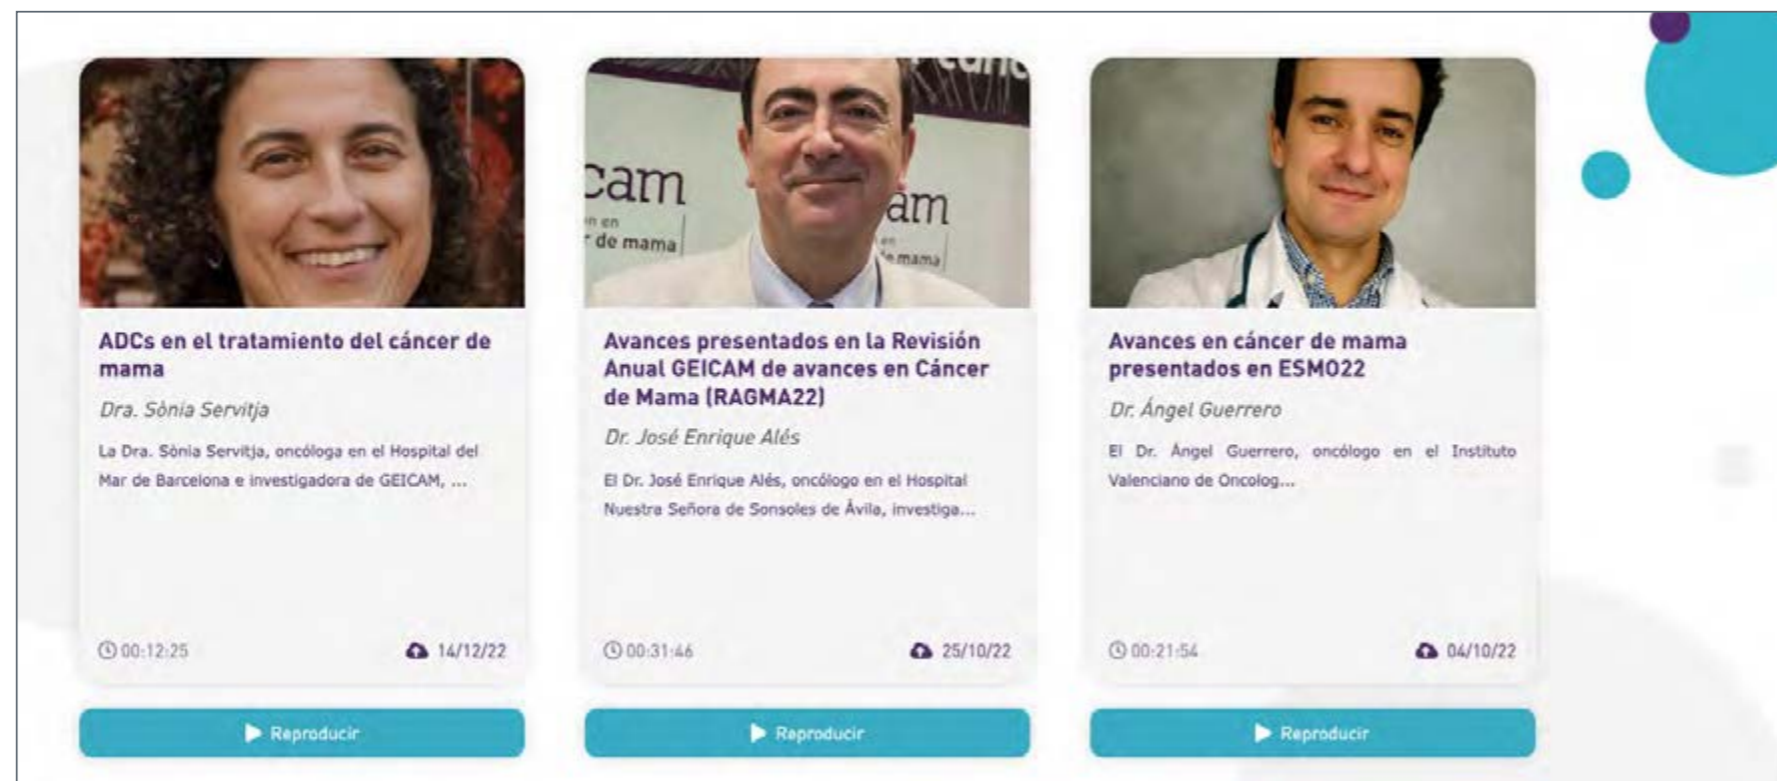 cam
de mama
am
mama
ADCs en el tratamiento del cáncer de
mama
Dra. Sònia Servitja
La Dra. Sònia Servitja, oncóloga en el Hospital del
Mar de Barcelona e investigadora de GEICAM, ...
00:12:25
14/12/22
Reproducir
Avances presentados en la Revisión
Anual GEICAM de avances en Cáncer
de Mama (RAGMA22)
Dr. José Enrique Alés
El Dr. José Enrique Alés, oncólogo en el Hospital
Nuestra Señora de Sonsoles de Ávila, investiga...
00:31:46
25/10/22
Reproducir
Avances en cáncer de mama
presentados en ESMO22
Dr. Ángel Guerrero
El Dr. Ángel Guerrero, oncólogo en el Instituto
Valenciano de Oncolog...
00:21:54
04/10/22
Reproducir